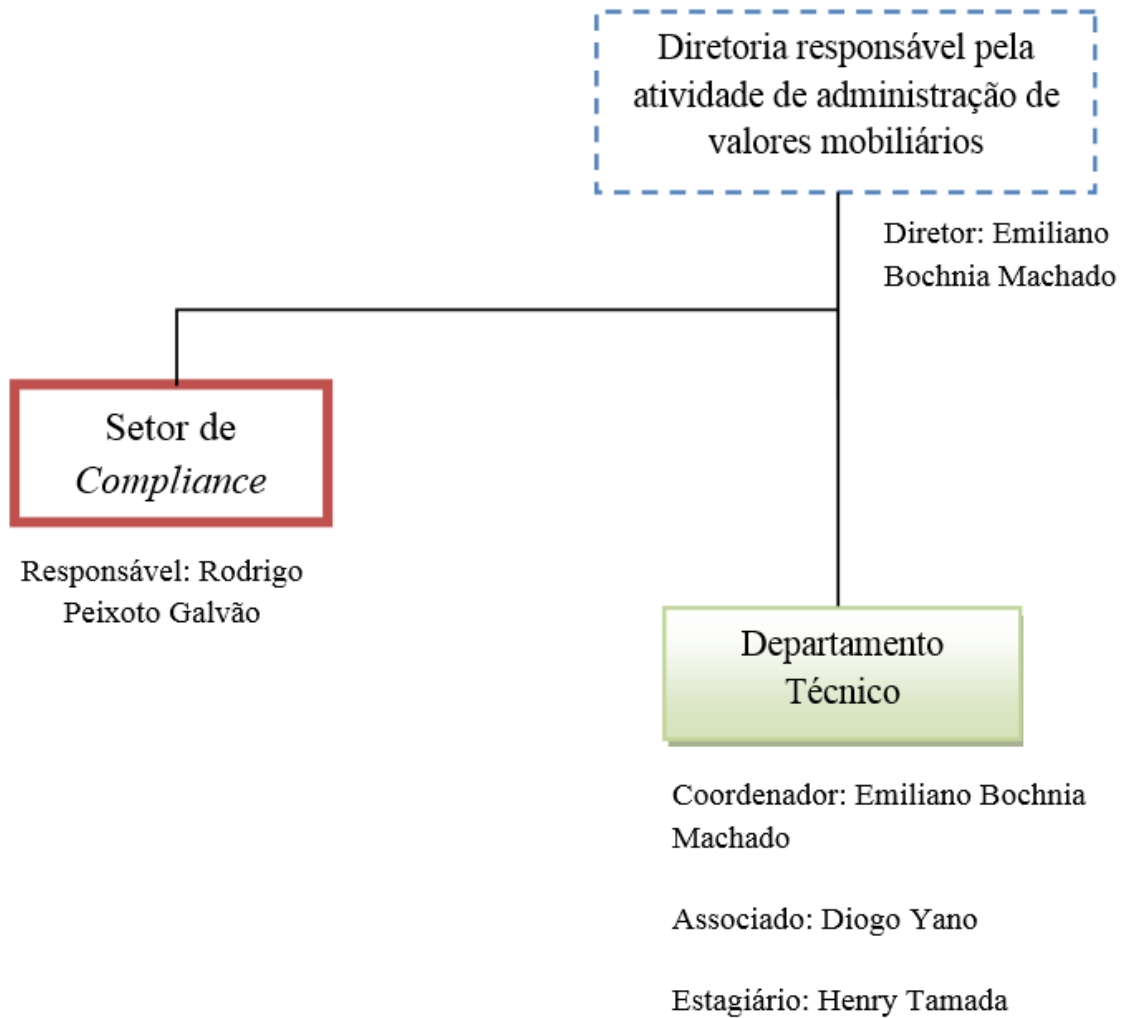 Diretoria responsável pela
atividade de administração de
valores mobiliários
Diretor: Emiliano
Bochnia Machado
Setor de
Compliance
Responsável: Rodrigo
Peixoto Galvão
Departamento
Técnico
Coordenador: Emiliano Bochnia
Machado
Associado: Diogo Yano
Estagiário: Henry Tamada